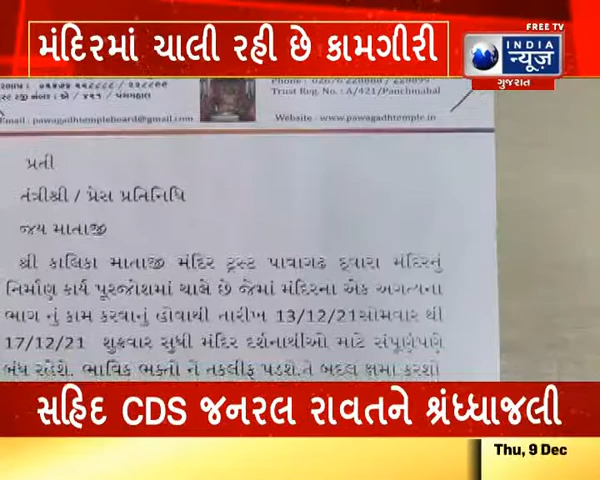 મંદિરમાં ચાલી રહી છે કામગીરી
FREE TV
INDIA
ન્યૂઝ
ગુજરાત
Trust Reg. No.: A/421/Panchmahal
Email: pawagadhtempleboard@gmail.com
Website: www.pawagadhtemple.in
પ્રતી
તંત્રીશ્રી / પ્રેસ પ્રતિનિધિ
જય માતાજી
શ્રી કાલિકા માતાજી મંદિર ટ્રસ્ટ પાવાગઢ દ્વારા મંદિરનું
નિર્માણ કાર્ય પૂરજોશમાં ચાલે છે જેમાં મંદિરના એક અગત્યના
ભાગ નું કામ કરવાનું હોવાથી તારીખ 13/12/21સોમવાર થી
17/12/21 શુક્રવાર સુધી મંદિર દર્શનાર્થીઓ માટે સંપૂર્ણપણે
બંધ રહેશે. ભાવિક ભક્તો ને તકલીફ પડશે.તે બદલ ક્ષમા કરશો
સહિદ CDS જનરલ રાવતને શ્રંધ્ધાજલી
Thu, 9 Dec